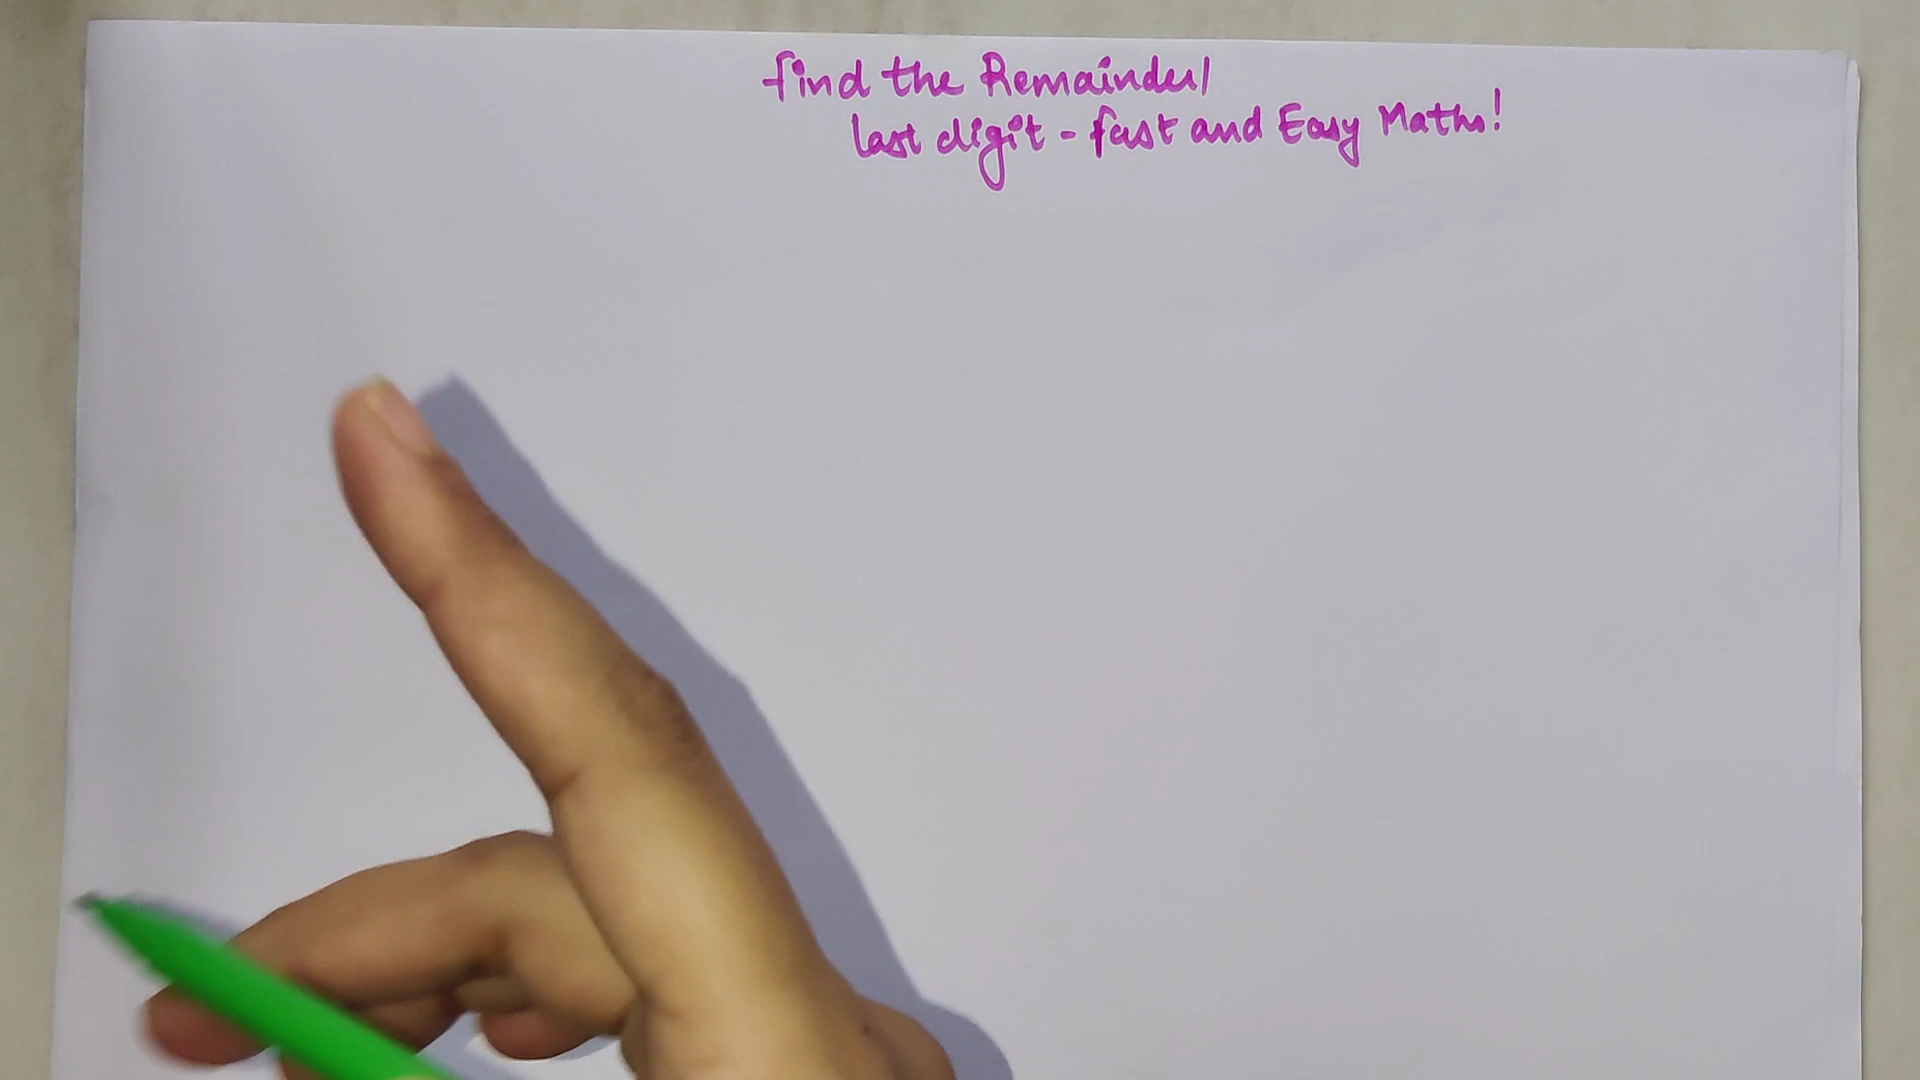 find the Remainder/
last digit - fast and Easy Maths!